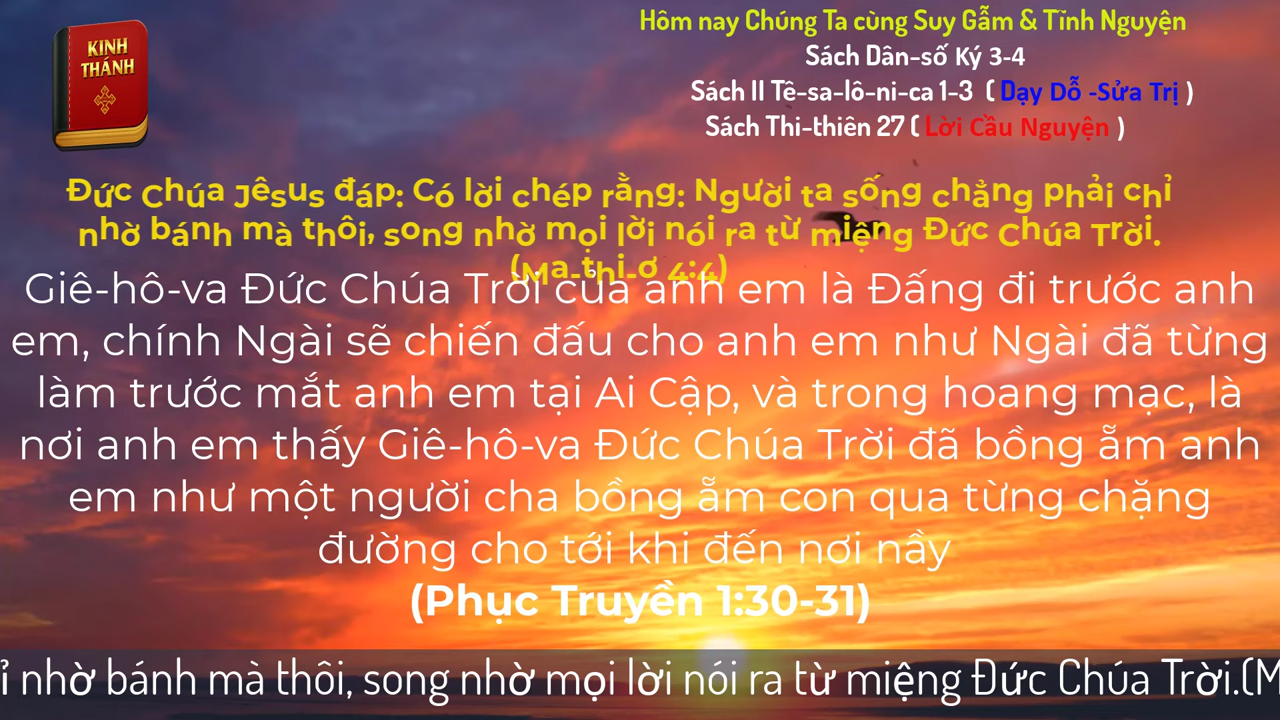 KINH
THÁNH
Hôm nay Chúng Ta cùng Suy Gẫm & Tĩnh Nguyện
Sách Dân-số Ký 3-4
Sách II Tê-sa-lô-ni-ca 1-3 ( Dạy Dỗ -Sửa Trị )
Sách Thi-thiên 27 ( Lời Cầu Nguyện )
Đức Chúa Jêsus đáp: Có lời chép rằng: Người ta sống chẳng phải chỉ
nhờ bánh mà thôi, song nhờ mọi lời nói ra từ miệng Đức Chúa Trời.
(Ma-thi-ơ 4:4)
Giê-hô-va Đức Chúa Trời của anh em là Đấng đi trước anh
em, chính Ngài sẽ chiến đấu cho anh em như Ngài đã từng
làm trước mắt anh em tại Ai Cập, và trong hoang mạc, là
nơi anh em thấy Giê-hô-va Đức Chúa Trời đã bồng ẵm anh
em như một người cha bồng ẵm con qua từng chặng
đường cho tới khi đến nơi nầy
(Phục Truyền 1:30-31)
ỉ nhờ bánh mà thôi, song nhờ mọi lời nói ra từ miệng Đức Chúa Trời.(M